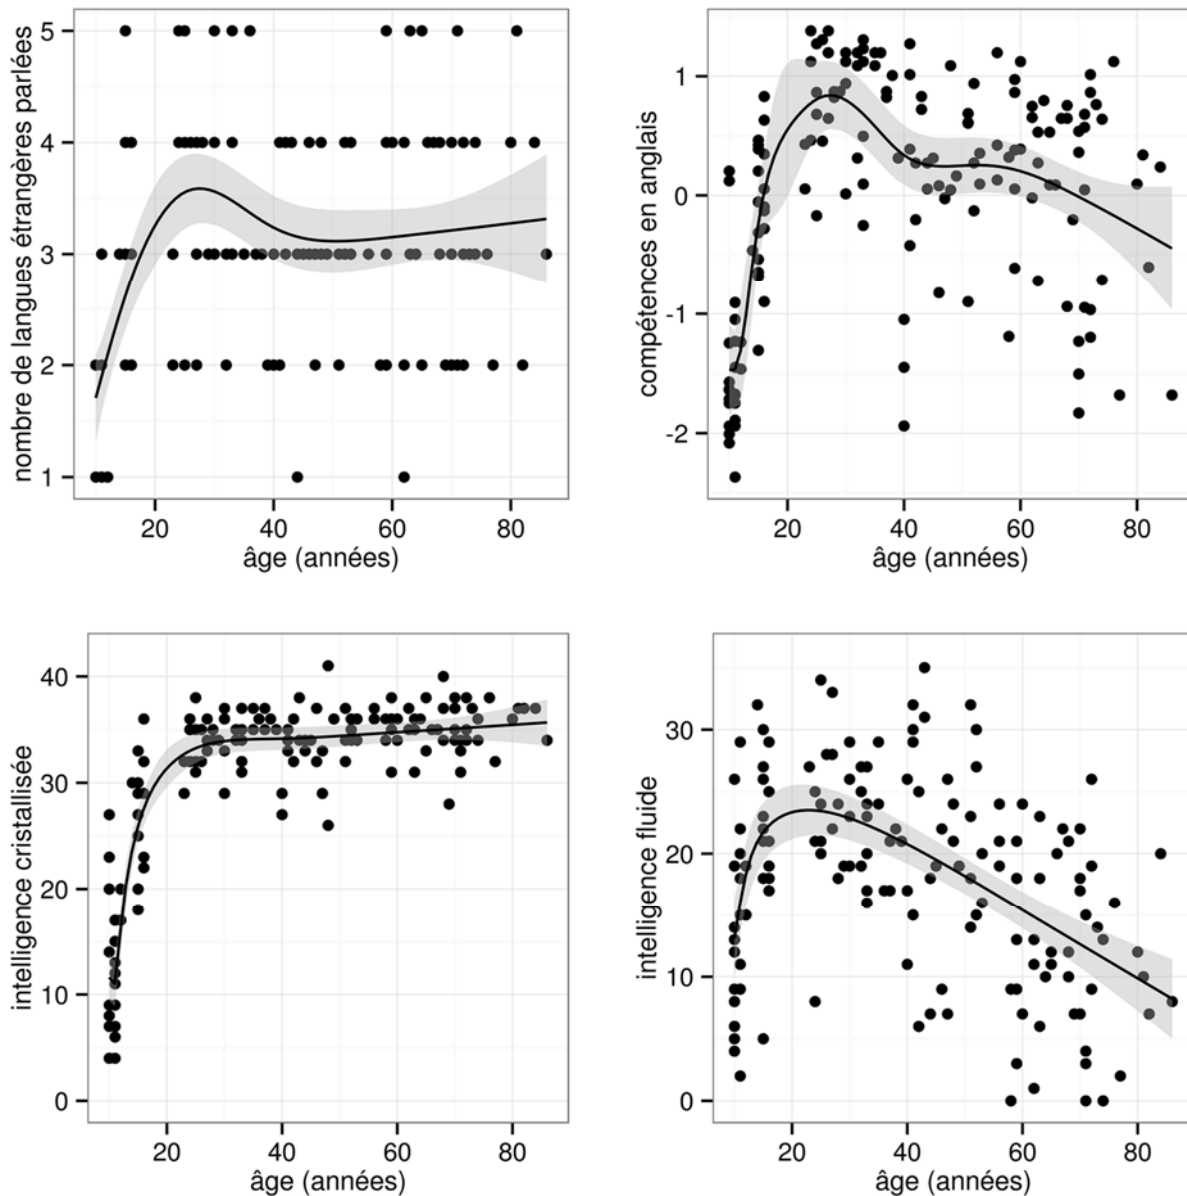 nombre de langues étrangères parlées
5
4
3
2
1
20 40 60 80
âge (années)
compétences en anglais
1
0
-1
-2
20 40 60 80
âge (années)
intelligence cristallisée
40
30
20
10
0
20 40 60 80
âge (années)
intelligence fluide
30
20
10
0
20 40 60 80
âge (années)